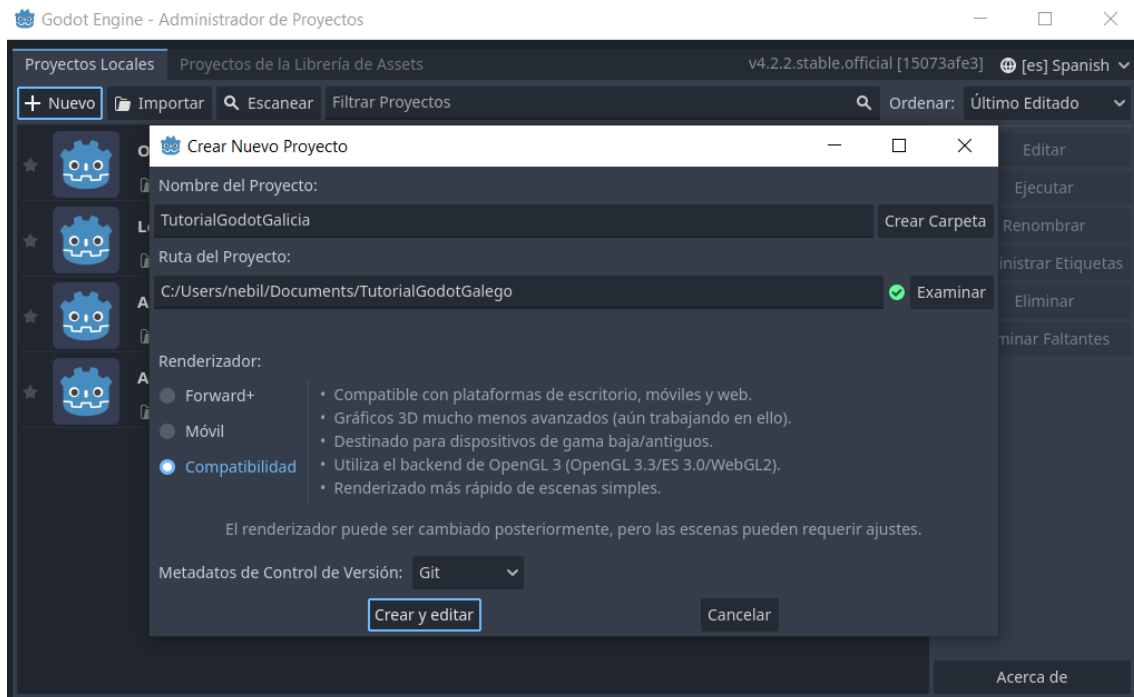 Godot Engine - Administrador de Proyectos
Proyectos Locales Proyectos de la Librería de Assets v4.2.2.stable.official [15073afe3] [es] Spanish
+ Nuevo Importar Escanear Filtrar Proyectos Ordenar: Último Editado
Crear Nuevo Proyecto
Nombre del Proyecto:
TutorialGodotGalicia Crear Carpeta
Ruta del Proyecto:
C:/Users/nebil/Documents/TutorialGodotGalego Examinar
Renderizador:
Forward+
Móvil
Compatibilidad
• Compatible con plataformas de escritorio, móviles y web.
• Gráficos 3D mucho menos avanzados (aún trabajando en ello).
• Destinado para dispositivos de gama baja/antiguos.
• Utiliza el backend de OpenGL 3 (OpenGL 3.3/ES 3.0/WebGL2).
• Renderizado más rápido de escenas simples.
El renderizador puede ser cambiado posteriormente, pero las escenas pueden requerir ajustes.
Metadatos de Control de Versión: Git
Crear y editar Cancelar
Editar
Ejecutar
Renombrar
inistrar Etiquetas
Eliminar
minar Faltantes
Acerca de